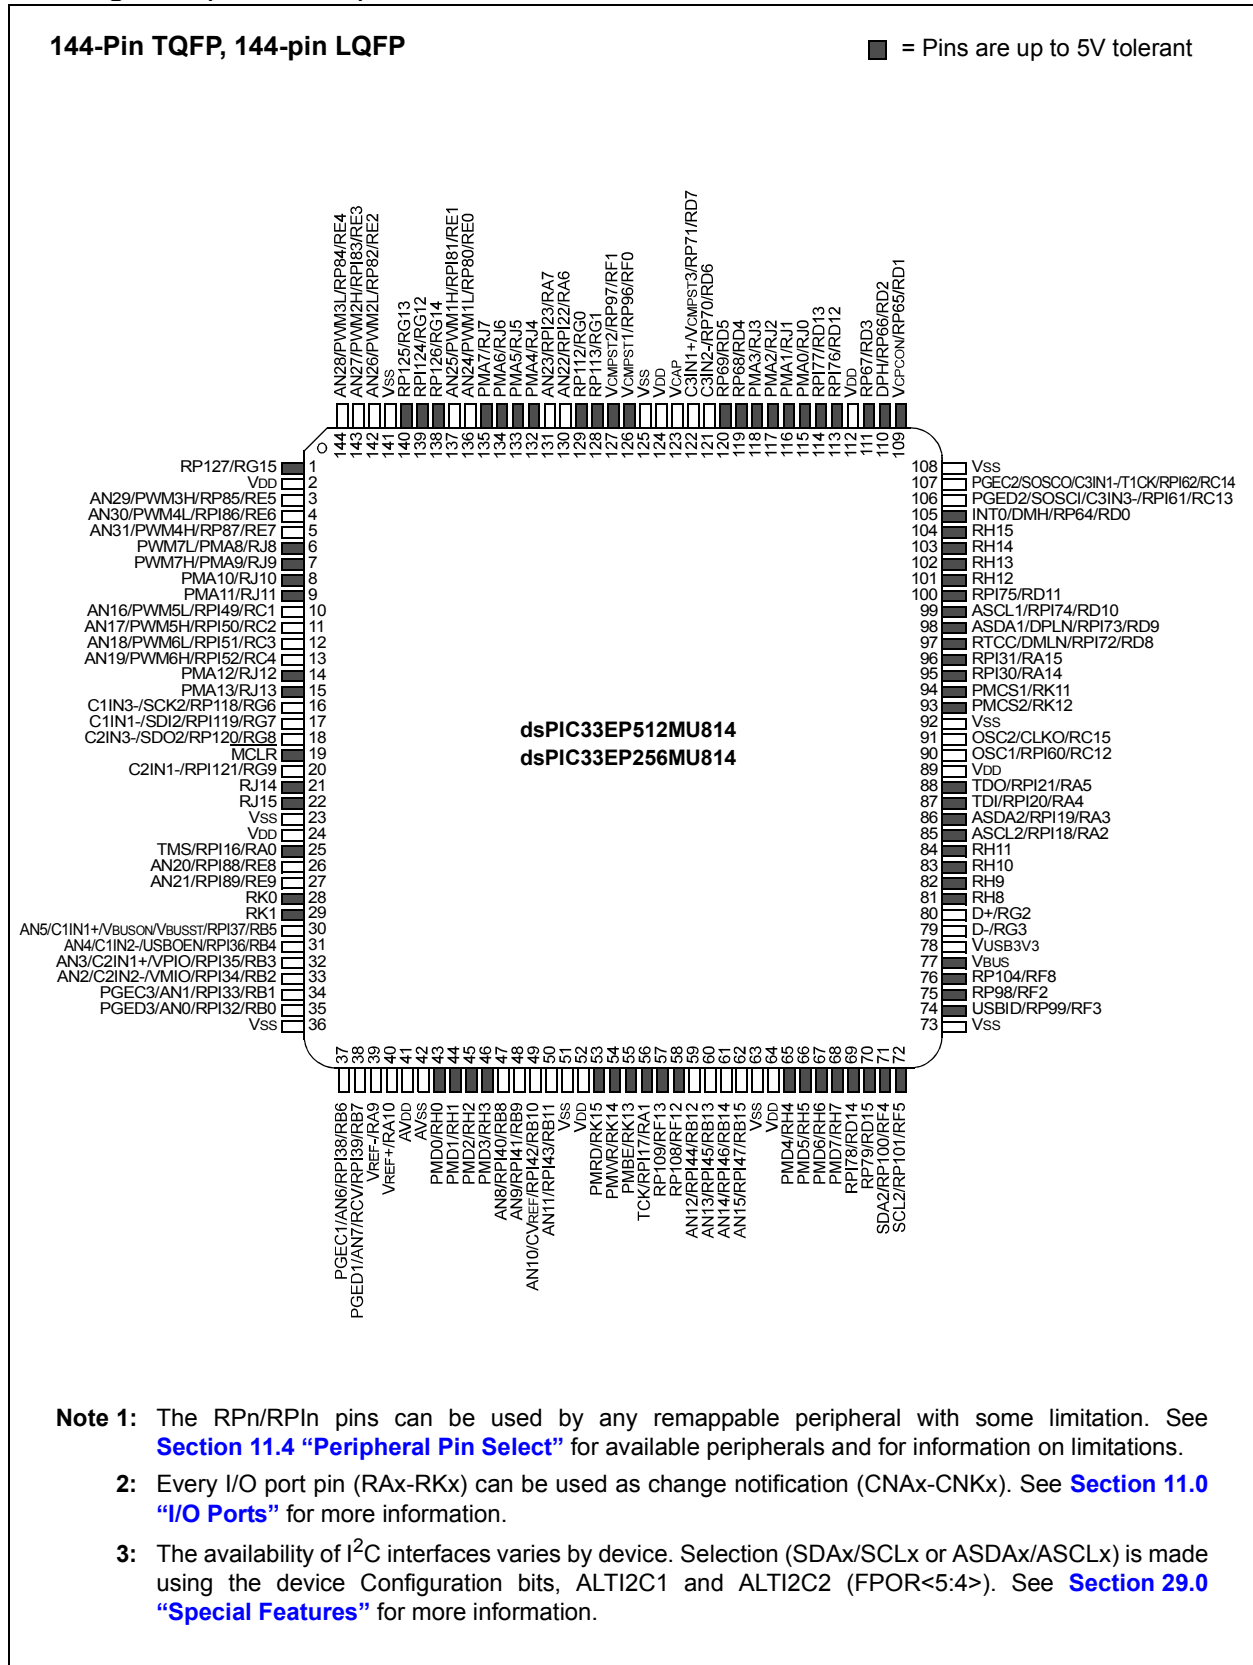 144-Pin TQFP, 144-pin LQFP
= Pins are up to 5V tolerant
AN28/PWM3L/RP84/RE4
AN27/PWM2H/RPI83/RE3
AN26/PWM2L/RP82/RE2
VSS
RP125/RG13
RPI124/RG12
RP126/RG14
AN25/PWM1H/RPI81/RE1
AN24/PWM1L/RP80/RE0
PMA7/RJ7
PMA6/RJ6
PMA5/RJ5
PMA4/RJ4
AN23/RPI23/RA7
AN22/RPI22/RA6
RP112/RG0
RP113/RG1
VCMPST2/RP97/RF1
VCMPST1/RP96/RF0
VSS
VDD
VCAP
C3IN1+/VCMPST3/RP71/RD7
C3IN2-/RP70/RD6
RP69/RD5
RP68/RD4
PMA3/RJ3
PMA2/RJ2
PMA1/RJ1
PMA0/RJ0
RPI77/RD13
RPI76/RD12
VDD
RP67/RD3
DPH/RP66/RD2
VCPCON/RP65/RD1
144
143
142
141
140
139
138
137
136
135
134
133
132
131
130
129
128
127
126
125
124
123
122
121
120
119
118
117
116
115
114
113
112
111
110
109
RP127/RG15 1
VDD 2
AN29/PWM3H/RP85/RE5 3
AN30/PWM4L/RPI86/RE6 4
AN31/PWM4H/RP87/RE7 5
PWM7L/PMA8/RJ8 6
PWM7H/PMA9/RJ9 7
PMA10/RJ10 8
PMA11/RJ11 9
AN16/PWM5L/RPI49/RC1 10
AN17/PWM5H/RPI50/RC2 11
AN18/PWM6L/RPI51/RC3 12
AN19/PWM6H/RPI52/RC4 13
PMA12/RJ12 14
PMA13/RJ13 15
C1IN3-/SCK2/RP118/RG6 16
C1IN1-/SDI2/RPI119/RG7 17
C2IN3-/SDO2/RP120/RG8 18
MCLR 19
C2IN1-/RPI121/RG9 20
RJ14 21
RJ15 22
VSS 23
VDD 24
TMS/RPI16/RA0 25
AN20/RPI88/RE8 26
AN21/RPI89/RE9 27
RK0 28
RK1 29
AN5/C1IN1+/VBUSON/VBUSST/RPI37/RB5 30
AN4/C1IN2-/USBOEN/RPI36/RB4 31
AN3/C2IN1+/VPIO/RPI35/RB3 32
AN2/C2IN2-/VMIO/RPI34/RB2 33
PGEC3/AN1/RPI33/RB1 34
PGED3/AN0/RPI32/RB0 35
VSS 36
dsPIC33EP512MU814
dsPIC33EP256MU814
108 VSS
107 PGEC2/SOSCO/C3IN1-/T1CK/RPI62/RC14
106 PGED2/SOSCI/C3IN3-/RPI61/RC13
105 INT0/DMH/RP64/RD0
104 RH15
103 RH14
102 RH13
101 RH12
100 RPI75/RD11
99 ASCL1/RPI74/RD10
98 ASDA1/DPLN/RPI73/RD9
97 RTCC/DMLN/RPI72/RD8
96 RPI31/RA15
95 RPI30/RA14
94 PMCS1/RK11
93 PMCS2/RK12
92 VSS
91 OSC2/CLKO/RC15
90 OSC1/RPI60/RC12
89 VDD
88 TDO/RPI21/RA5
87 TDI/RPI20/RA4
86 ASDA2/RPI19/RA3
85 ASCL2/RPI18/RA2
84 RH11
83 RH10
82 RH9
81 RH8
80 D+/RG2
79 D-/RG3
78 VUSB3V3
77 VBUS
76 RP104/RF8
75 RP98/RF2
74 USBID/RP99/RF3
73 VSS
37
38
39
40
41
42
43
44
45
46
47
48
49
50
51
52
53
54
55
56
57
58
59
60
61
62
63
64
65
66
67
68
69
70
71
72
PGEC1/AN6/RPI38/RB6
PGED1/AN7/RCV/RPI39/RB7
VREF-/RA9
VREF+/RA10
AVDD
AVSS
PMD0/RH0
PMD1/RH1
PMD2/RH2
PMD3/RH3
AN8/RPI40/RB8
AN9/RPI41/RB9
AN10/CVREF/RPI42/RB10
AN11/RPI43/RB11
VSS
VDD
PMRD/RK15
PMWR/RK14
PMBE/RK13
TCK/RPI17/RA1
RP109/RF13
RP108/RF12
AN12/RPI44/RB12
AN13/RPI45/RB13
AN14/RPI46/RB14
AN15/RPI47/RB15
VSS
VDD
PMD4/RH4
PMD5/RH5
PMD6/RH6
PMD7/RH7
RPI78/RD14
RP79/RD15
SDA2/RP100/RF4
SCL2/RP101/RF5
Note 1: The RPn/RPIn pins can be used by any remappable peripheral with some limitation. See
Section 11.4 “Peripheral Pin Select” for available peripherals and for information on limitations.
2: Every I/O port pin (RAx-RKx) can be used as change notification (CNAx-CNKx). See Section 11.0
“I/O Ports” for more information.
3: The availability of I2C interfaces varies by device. Selection (SDAx/SCLx or ASDAx/ASCLx) is made
using the device Configuration bits, ALTI2C1 and ALTI2C2 (FPOR<5:4>). See Section 29.0
“Special Features” for more information.